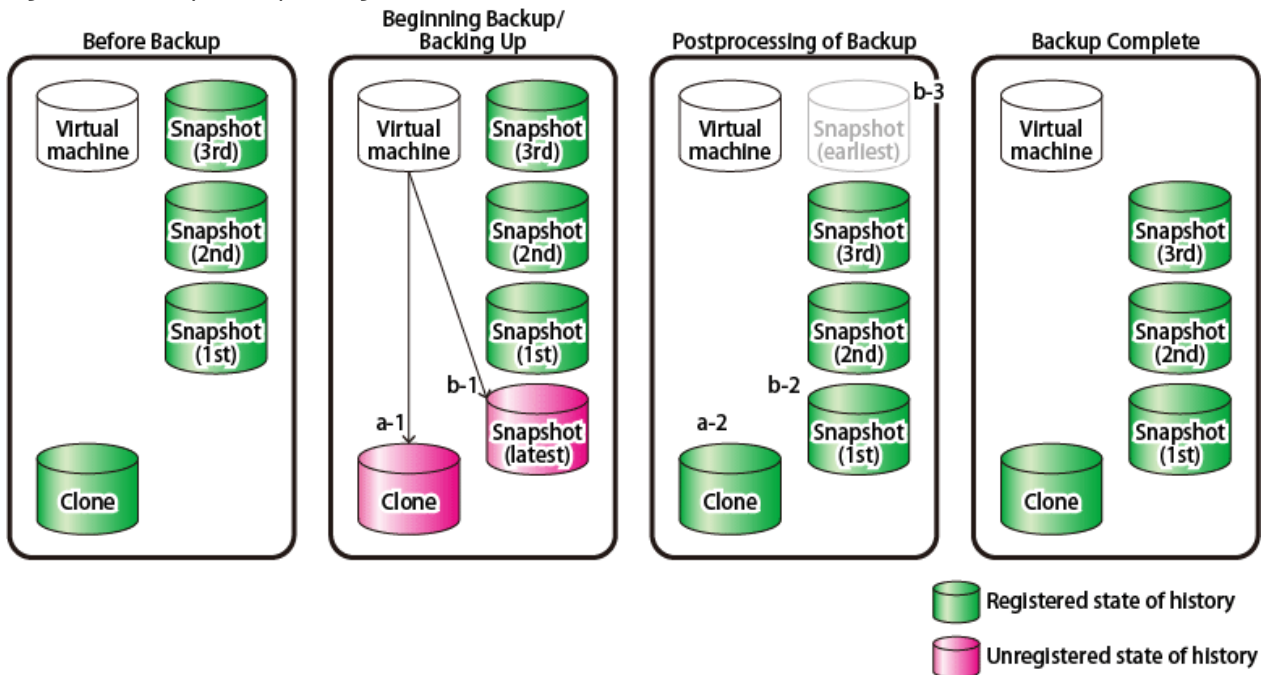 Before Backup
Virtual
machine
Snapshot
(3rd)
Snapshot
(2nd)
Snapshot
(1st)
Clone
Beginning Backup/
Backing Up
Virtual
machine
Snapshot
(3rd)
Snapshot
(2nd)
Snapshot
(1st)
b-1
a-1
Snapshot
(latest)
Clone
Postprocessing of Backup
b-3
Virtual
machine
Snapshot
(earliest)
Snapshot
(3rd)
Snapshot
(2nd)
b-2
a-2
Snapshot
(1st)
Clone
Backup Complete
Virtual
machine
Snapshot
(3rd)
Snapshot
(2nd)
Snapshot
(1st)
Clone
Registered state of history
Unregistered state of history